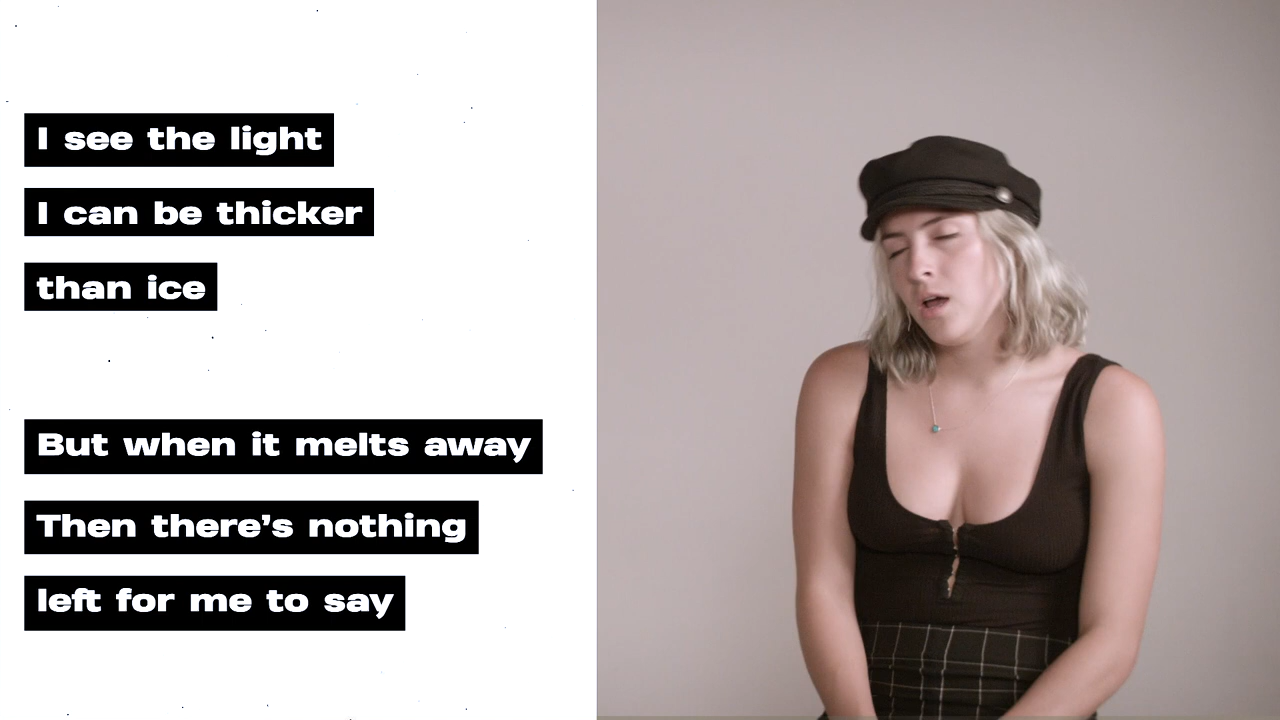 I see the light
I can be thicker
than ice
But when it melts away
Then there's nothing
left for me to say